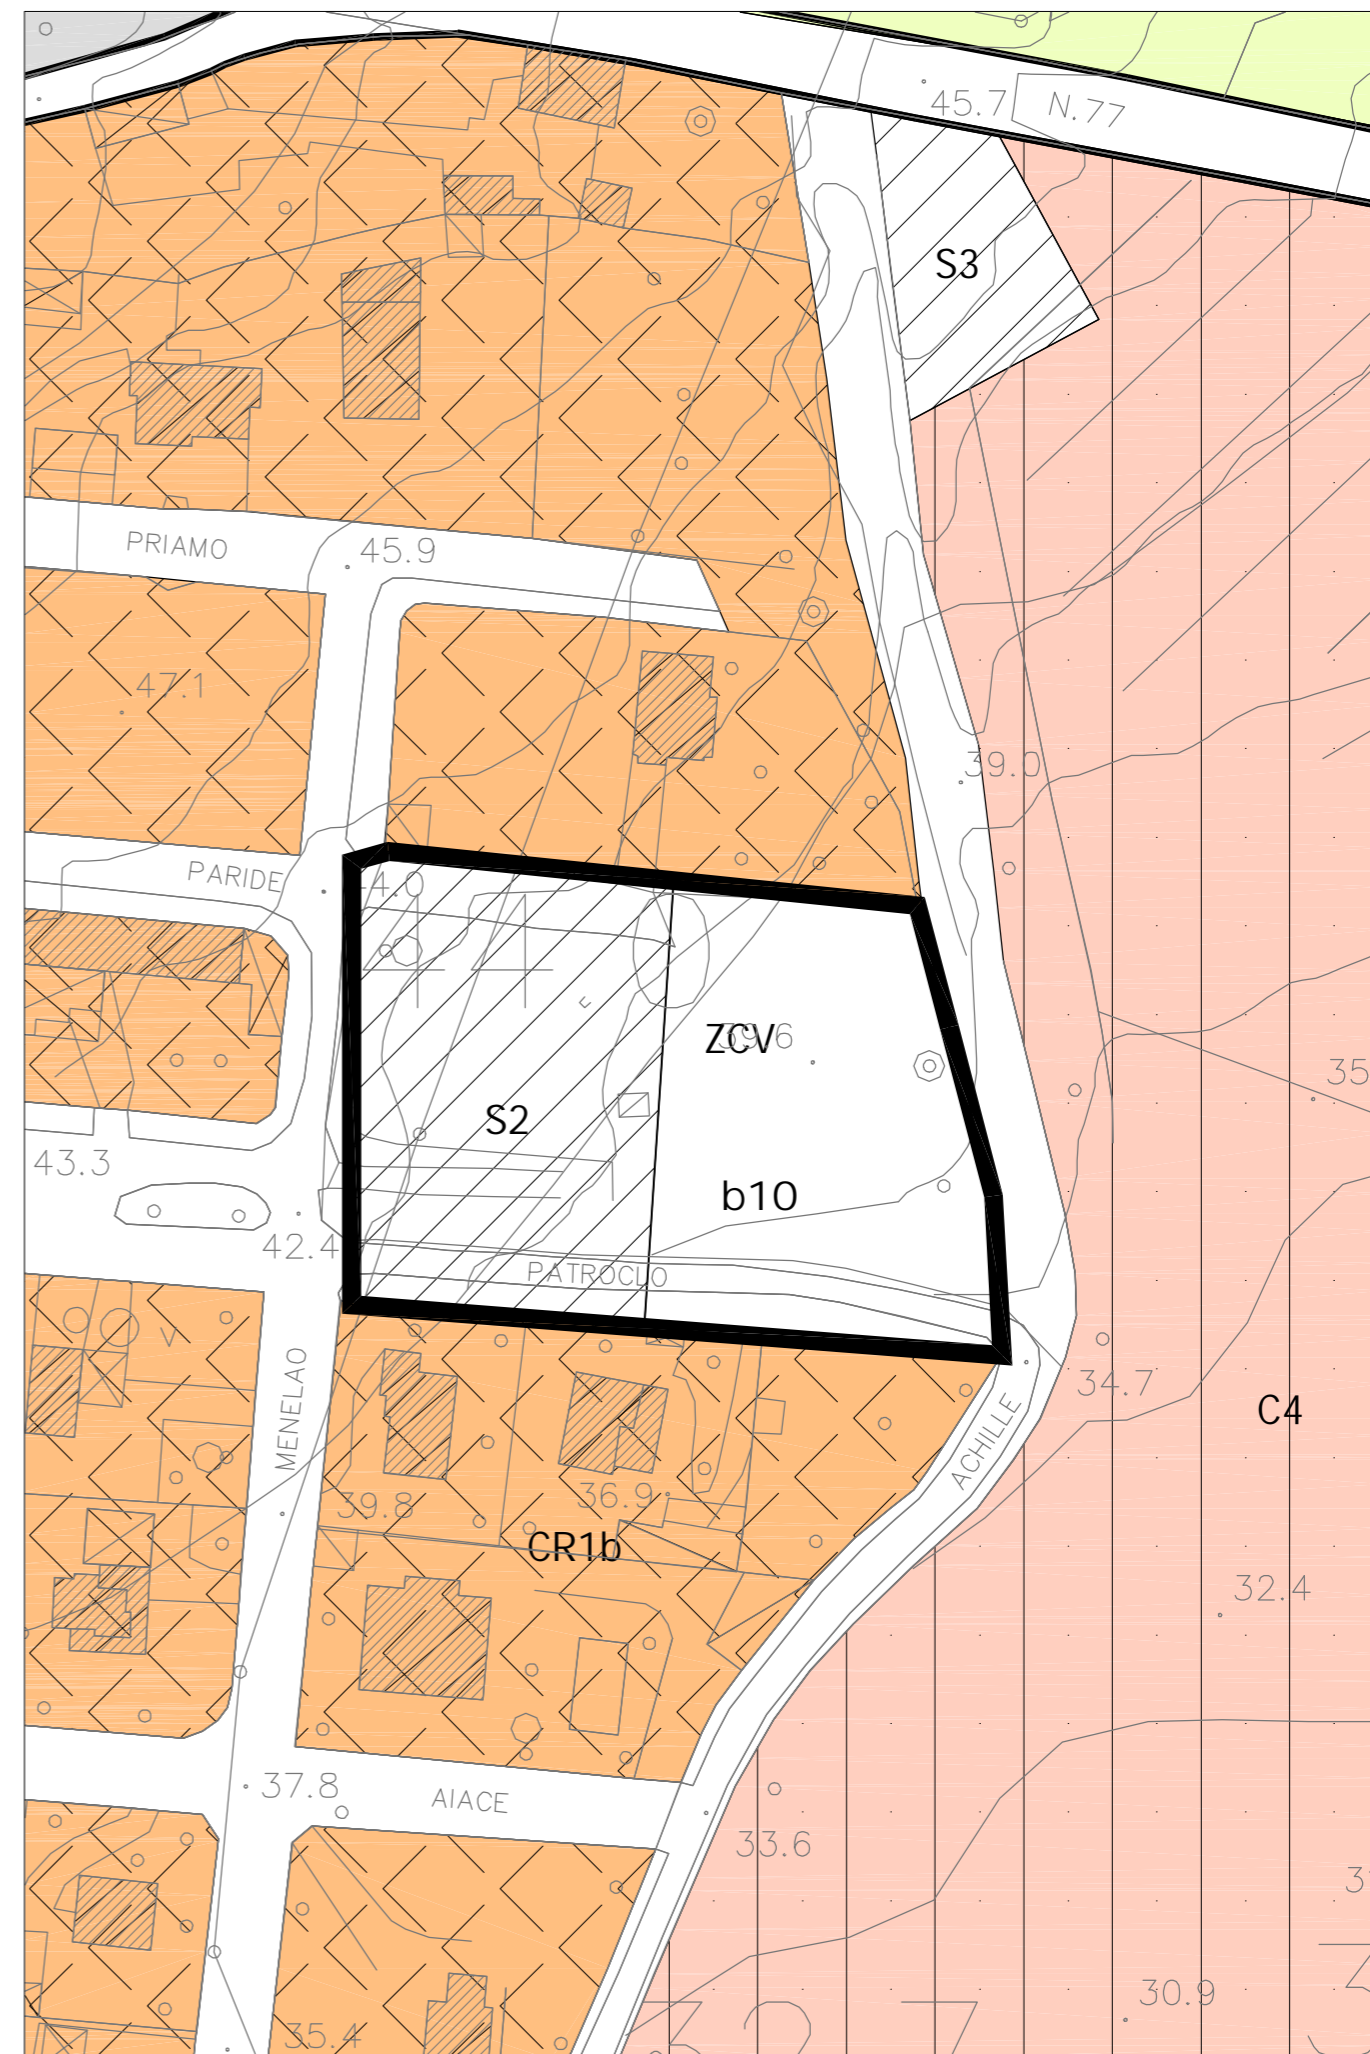 45.7
N.77
S3
PRIAMO
45.9
47.1
39.0
PARIDE
44
E
ZCV
S2
43.3
b10
42.4
PATROCLO
V
MENELAO
34.7
C4
ACHILLE
39.8
36.9
CR1b
32.4
37.8
AIACE
33.6
30.9
35.4